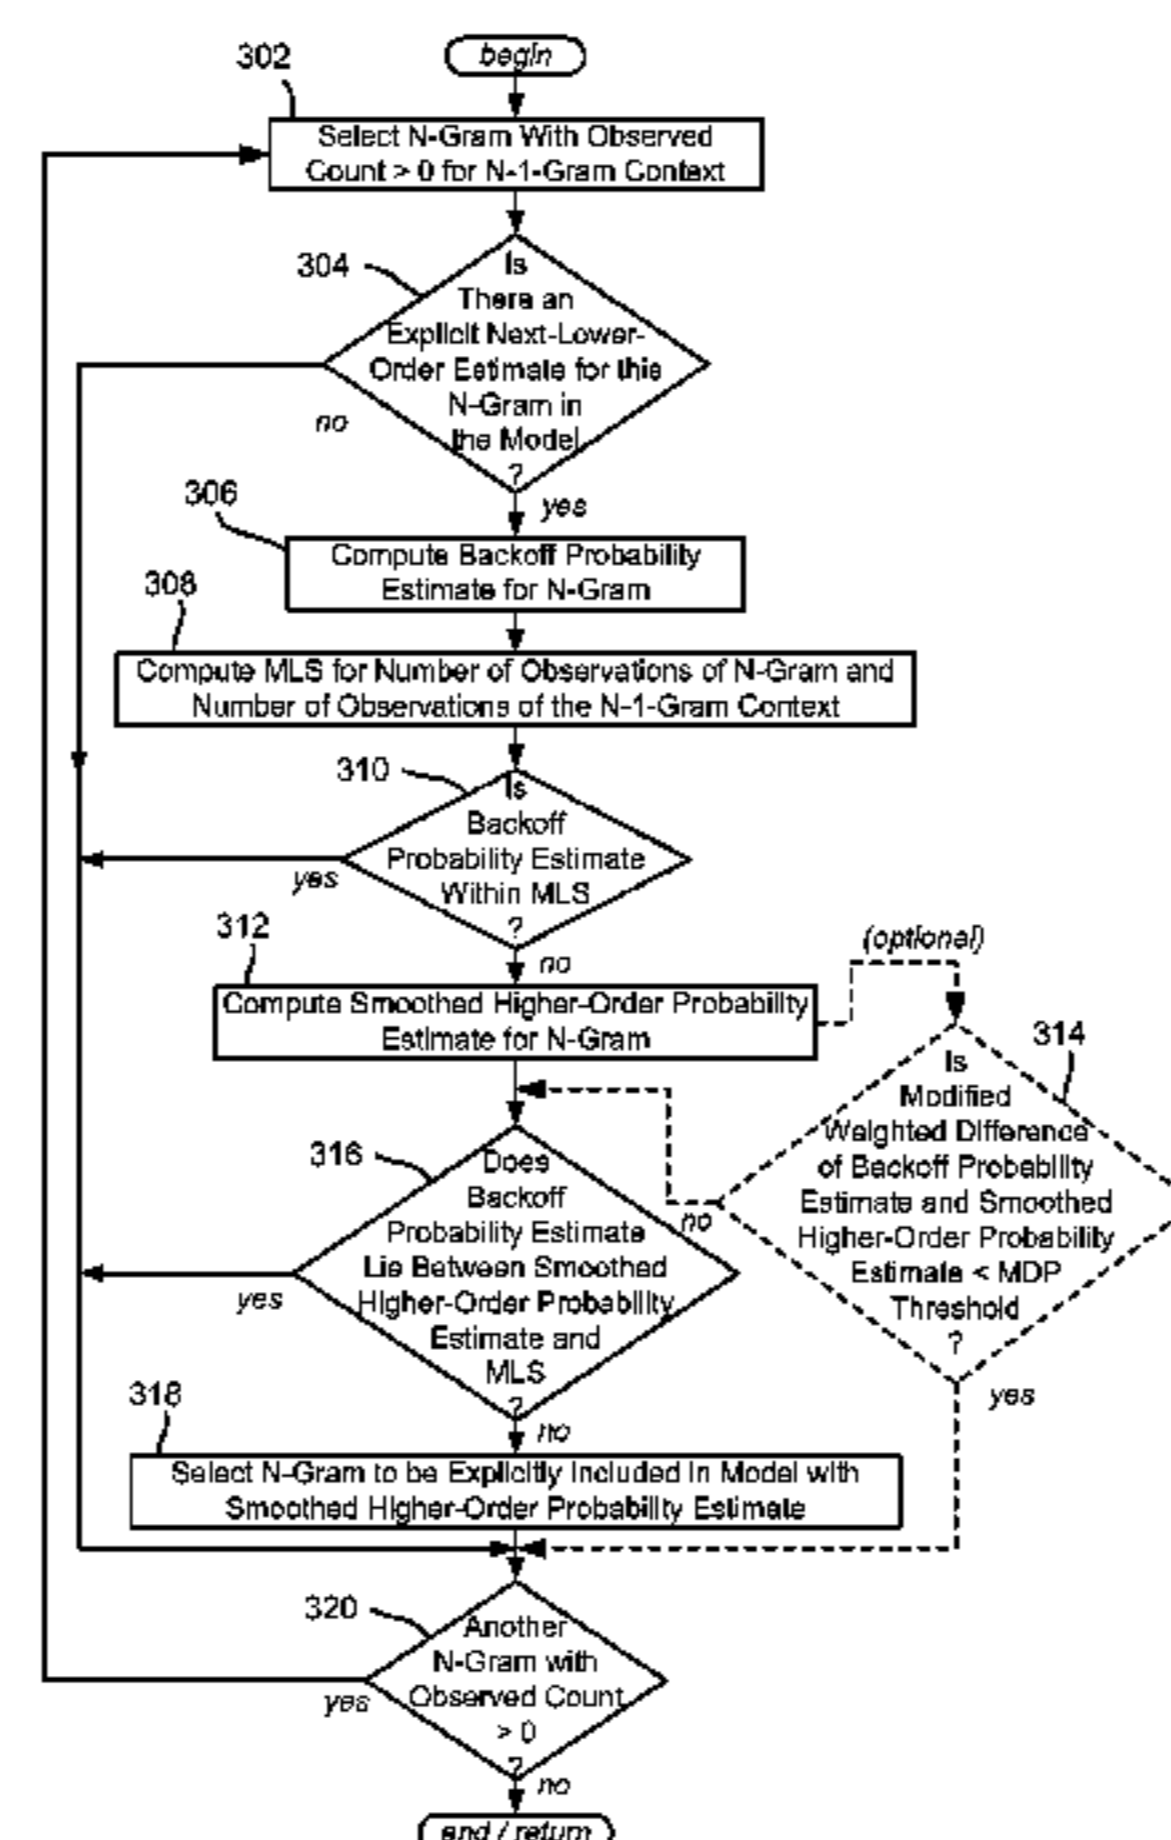 begin
302
Select N-Gram With Observed
Count > 0 for N-1-Gram Context
304
Is
There an
Explicit Next-Lower-
Order Estimate for this
N-Gram in
the Model
?
no
yes
306
Compute Backoff Probability
Estimate for N-Gram
308
Compute MLS for Number of Observations of N-Gram and
Number of Observations of the N-1-Gram Context
310
Is
Backoff
Probability Estimate
Within MLS
?
yes
no
312
Compute Smoothed Higher-Order Probability
Estimate for N-Gram
(optional)
314
Is
Modified
Weighted Difference
of Backoff Probability
Estimate and Smoothed
Higher-Order Probability
Estimate < MDP
Threshold
?
no
yes
316
Does
Backoff
Probability Estimate
Lie Between Smoothed
Higher-Order Probability
Estimate and
MLS
?
yes
no
318
Select N-Gram to be Explicitly Included in Model with
Smoothed Higher-Order Probability Estimate
320
Another
N-Gram with
Observed Count
> 0
?
yes
no
end / return